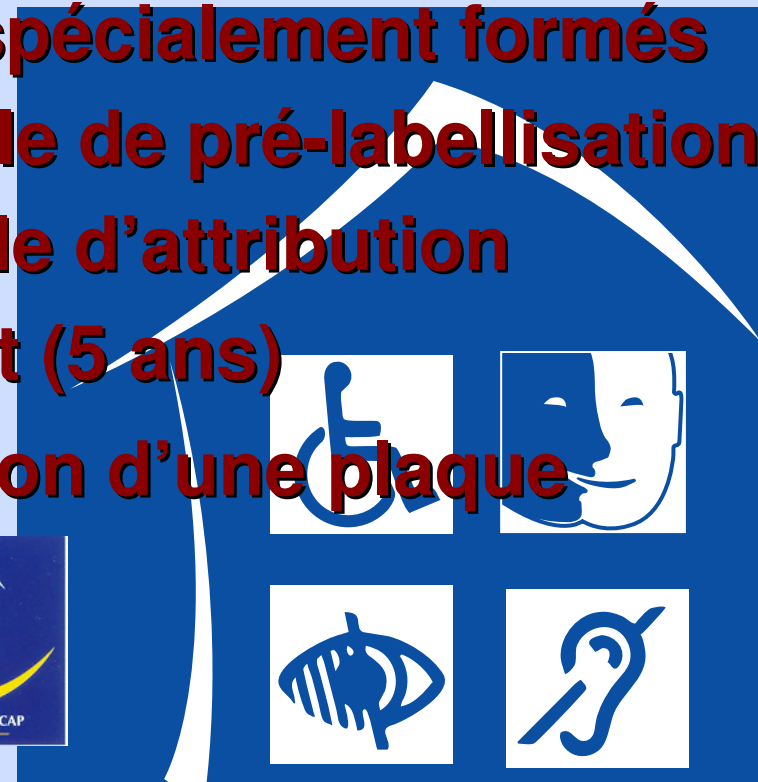 spécialement formés
le de pré-labellisation
le d’attribution
t (5 ans)
on d’une plaque
CAP